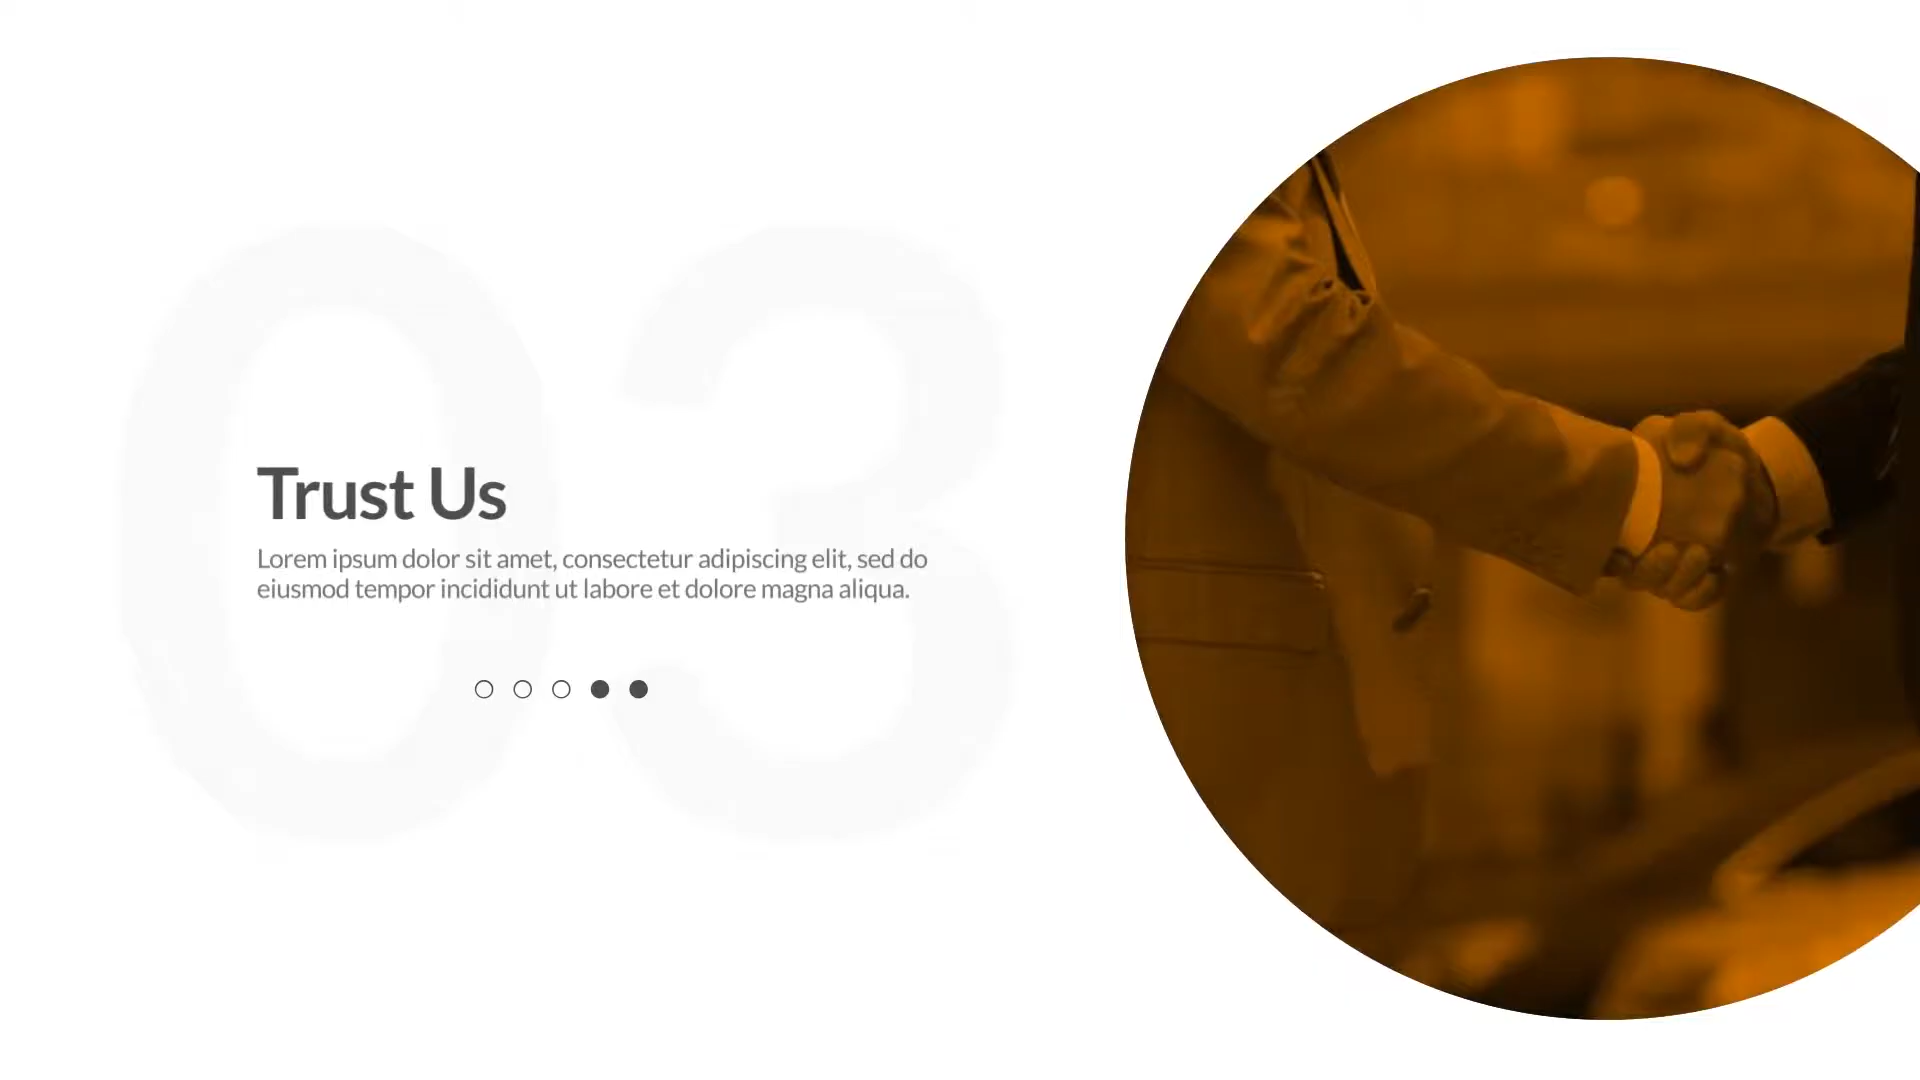 03
Trust Us
Lorem ipsum dolor sit amet, consectetur adipiscing elit, sed do
eiusmod tempor incididunt ut labore et dolore magna aliqua.